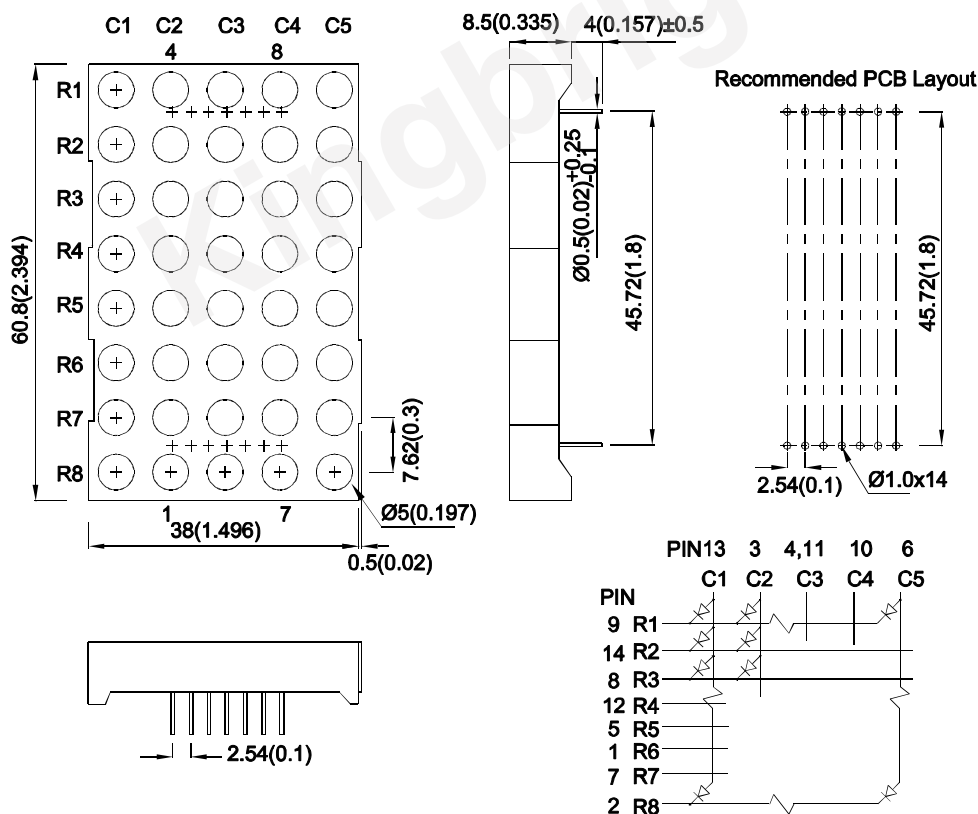 C1 C2 C3 C4 C5
4 8
R1
R2
R3
R4
R5
R6
R7
R8
60.8(2.394)
1 7
38(1.496)
0.5(0.02)
Ø5(0.197)
7.62(0.3)
8.5(0.335)
4(0.157)±0.5
Ø0.5(0.02)+0.25
-0.1
45.72(1.8)
Recommended PCB Layout
45.72(1.8)
2.54(0.1)
Ø1.0x14
2.54(0.1)
PIN13 3 4,11 10 6
C1 C2 C3 C4 C5
PIN
9 R1
14 R2
8 R3
12 R4
5 R5
1 R6
7 R7
2 R8